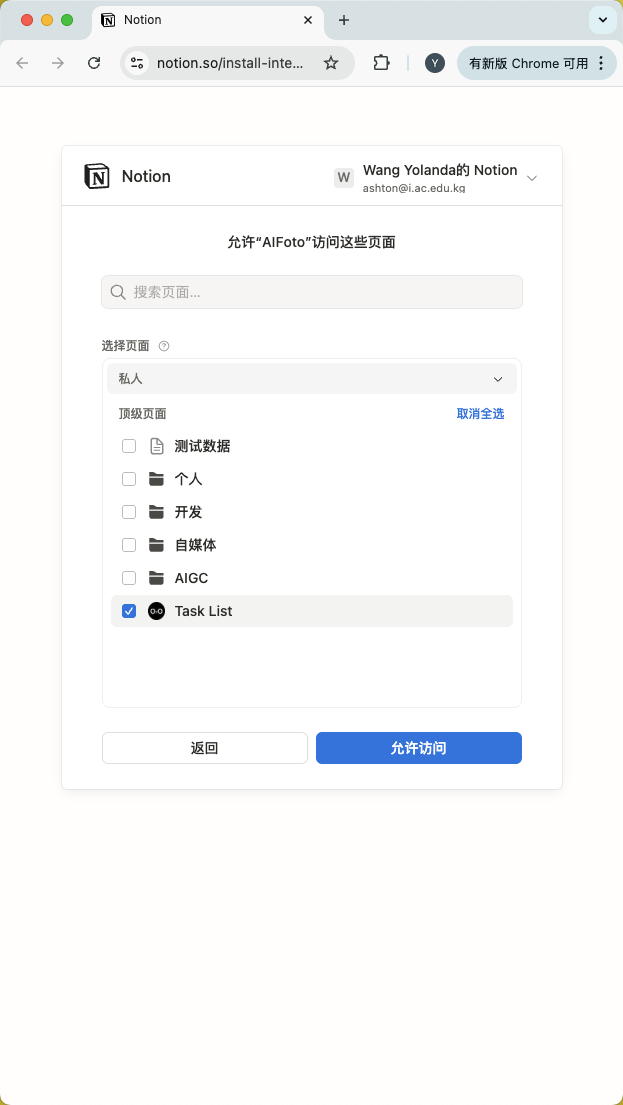 Notion
notion.so/install-inte...
Y
有新版 Chrome 可用
Notion
W
Wang Yolanda的 Notion
ashton@i.ac.edu.kg
允许“AIFoto”访问这些页面
搜索页面...
选择页面
私人
顶级页面
取消全选
测试数据
个人
开发
自媒体
AIGC
Task List
返回
允许访问